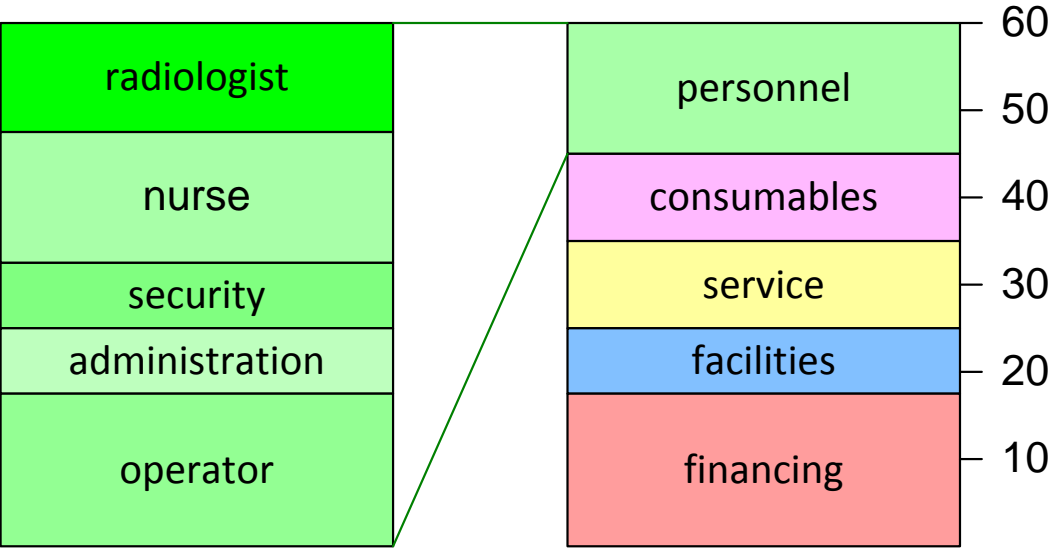 radiologist
nurse
security
administration
operator
personnel
consumables
service
facilities
financing
60
50
40
30
20
10